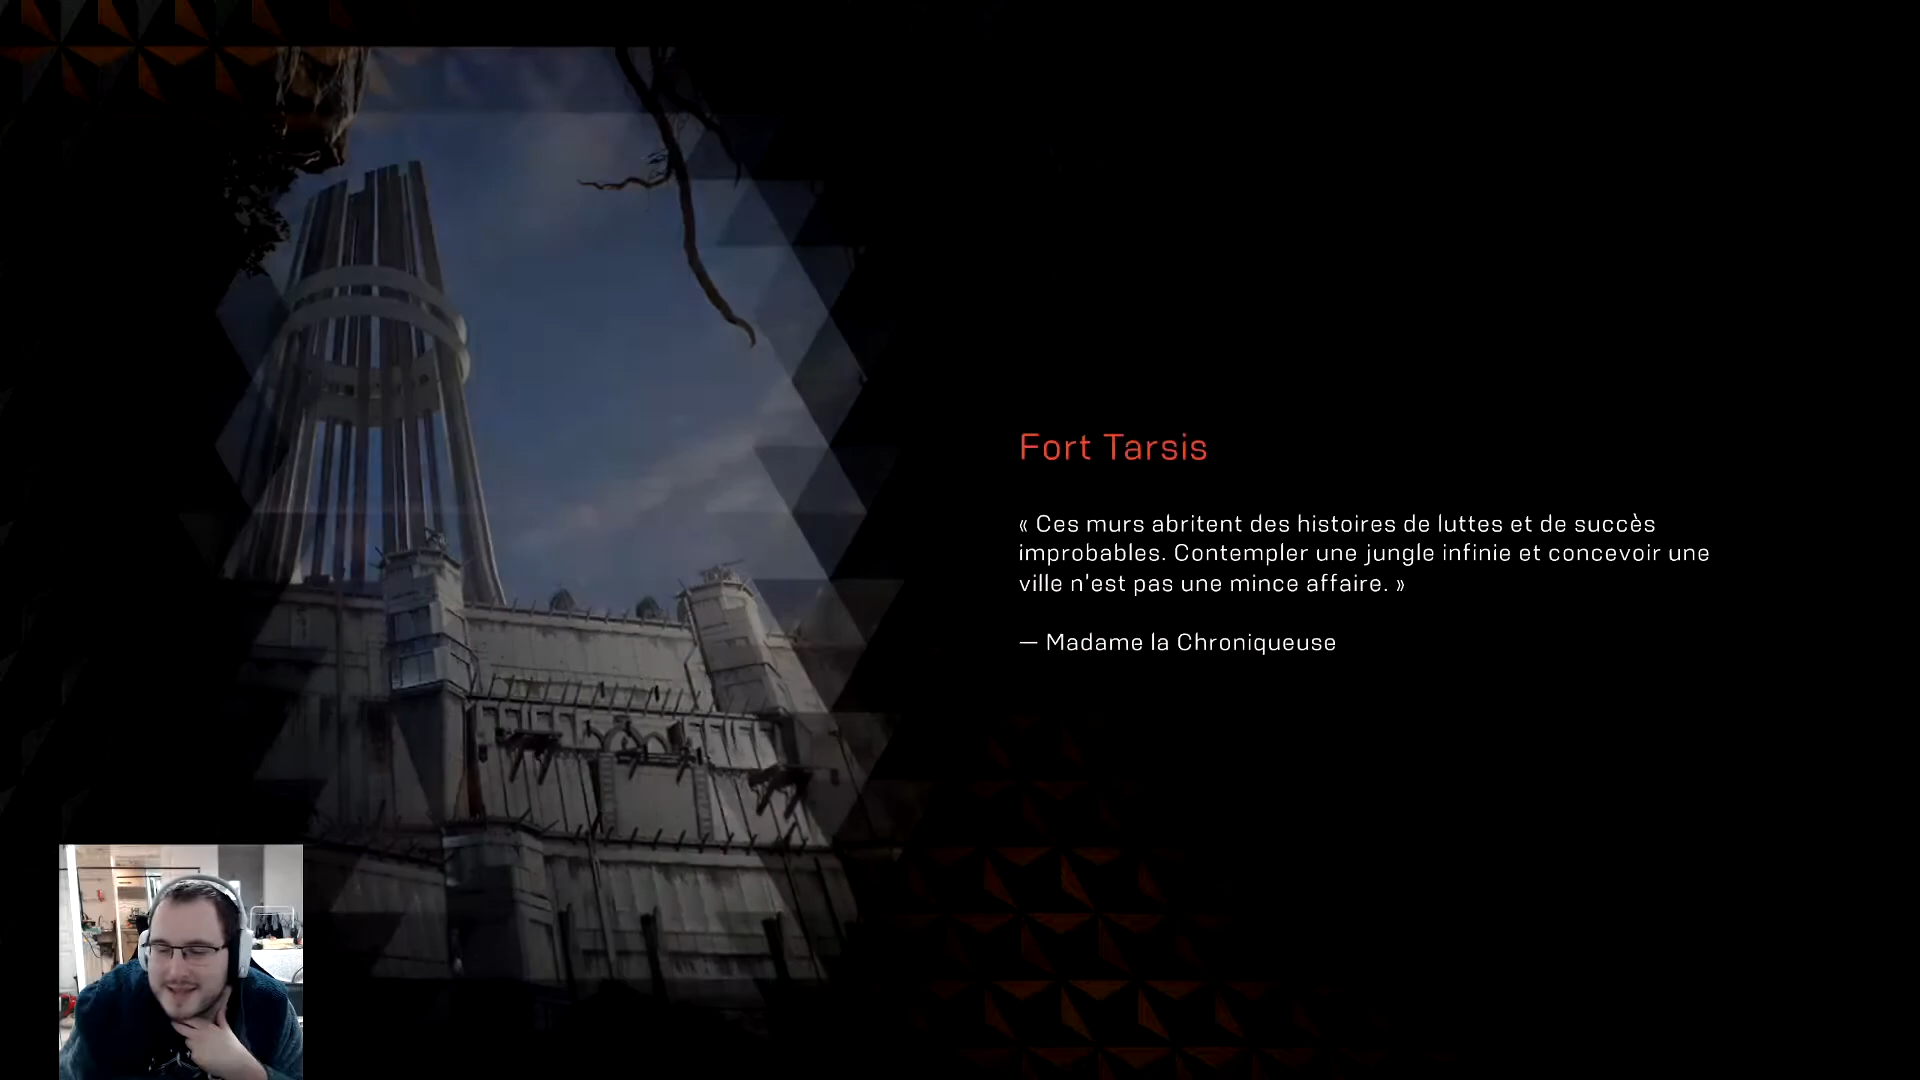 Fort Tarsis
« Ces murs abritent des histoires de luttes et de succès
improbables. Contempler une jungle infinie et concevoir une
ville n'est pas une mince affaire. »
— Madame la Chroniqueuse